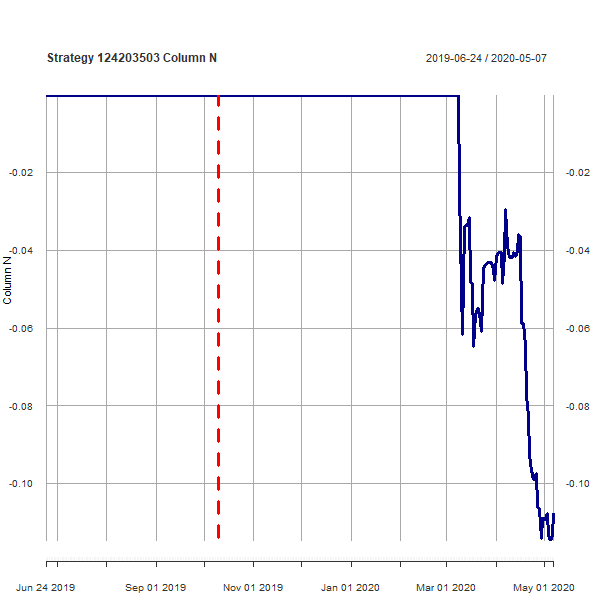 Strategy 124203503 Column N
2019-06-24 / 2020-05-07
-0.02
-0.02
-0.04
-0.04
Column N
-0.06
-0.06
-0.08
-0.08
-0.10
-0.10
Jun 24 2019
Sep 01 2019
Nov 01 2019
Jan 01 2020
Mar 01 2020
May 01 2020